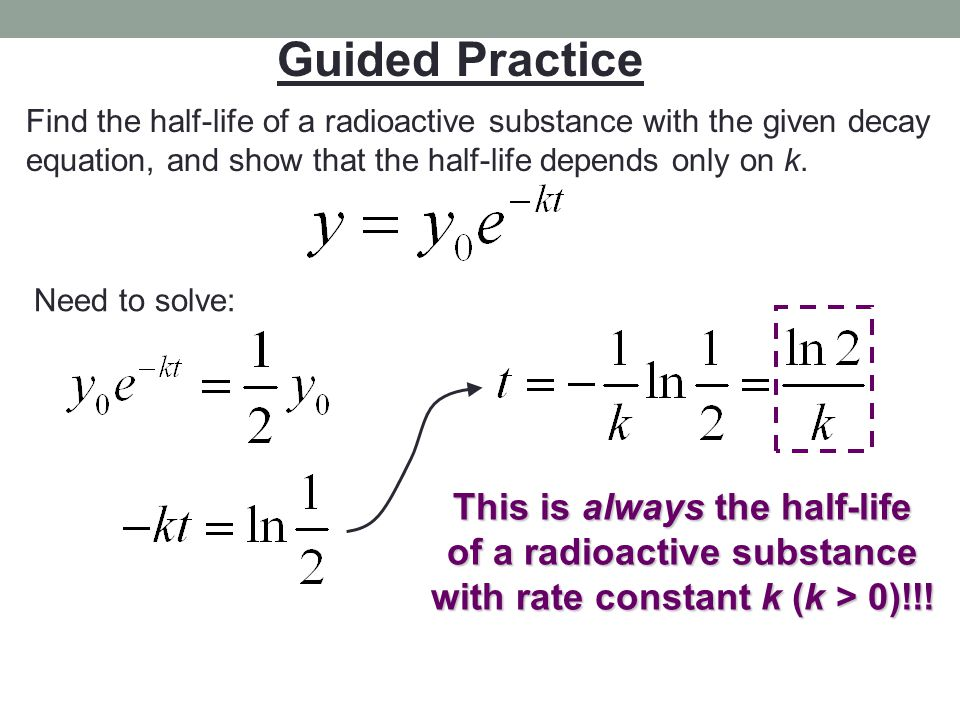 Guided Practice
Find the half-life of a radioactive substance with the given decay
equation, and show that the half-life depends only on k.
y = y₀e^{-kt}
Need to solve:
y₀e^{-kt} = 1/2 y₀
-kt = ln 1/2
t = -1/k ln 1/2 = ln 2/k
This is always the half-life
of a radioactive substance
with rate constant k (k > 0)!!!